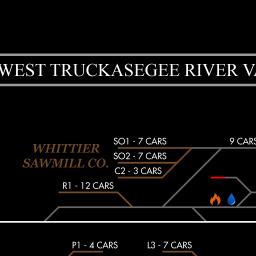 WEST TRUCKASEGEE RIVER VA
WHITTIER
SAWMILL CO.
SO1 - 7 CARS
9 CARS
SO2 - 7 CARS
C2 - 3 CARS
R1 - 12 CARS
P1 - 4 CARS
L3 - 7 CARS